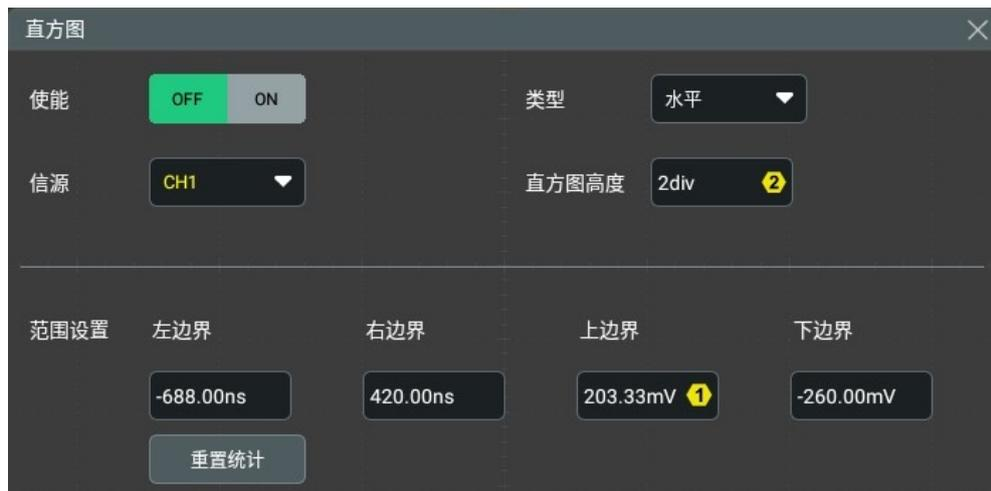 直方图
使能 OFF ON 类型 水平
信源 CH1 直方图高度 2div 2
范围设置 左边界 右边界 上边界 下边界
-688.00ns 420.00ns 203.33mV 1 -260.00mV
重置统计